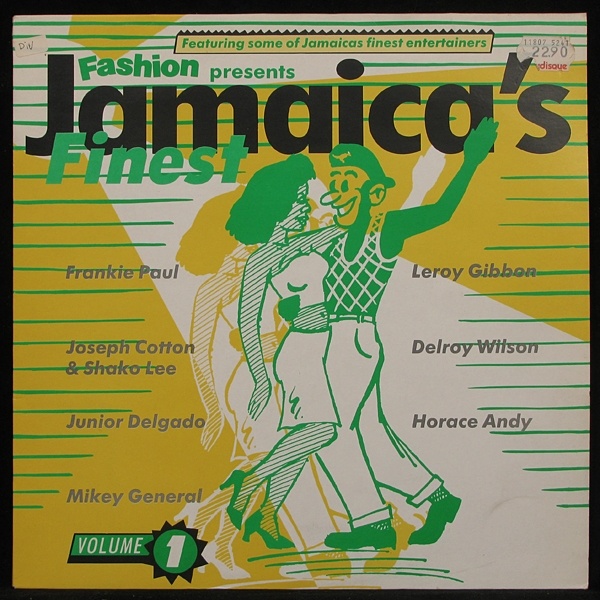 Featuring some of Jamaicas finest entertainers
D/V
2290
disque
Fashion presents
Jamaica's
Finest
Frankie Paul
Leroy Gibbon
Joseph Cotton
& Shako Lee
Delroy Wilson
Junior Delgado
Horace Andy
Mikey General
VOLUME 1